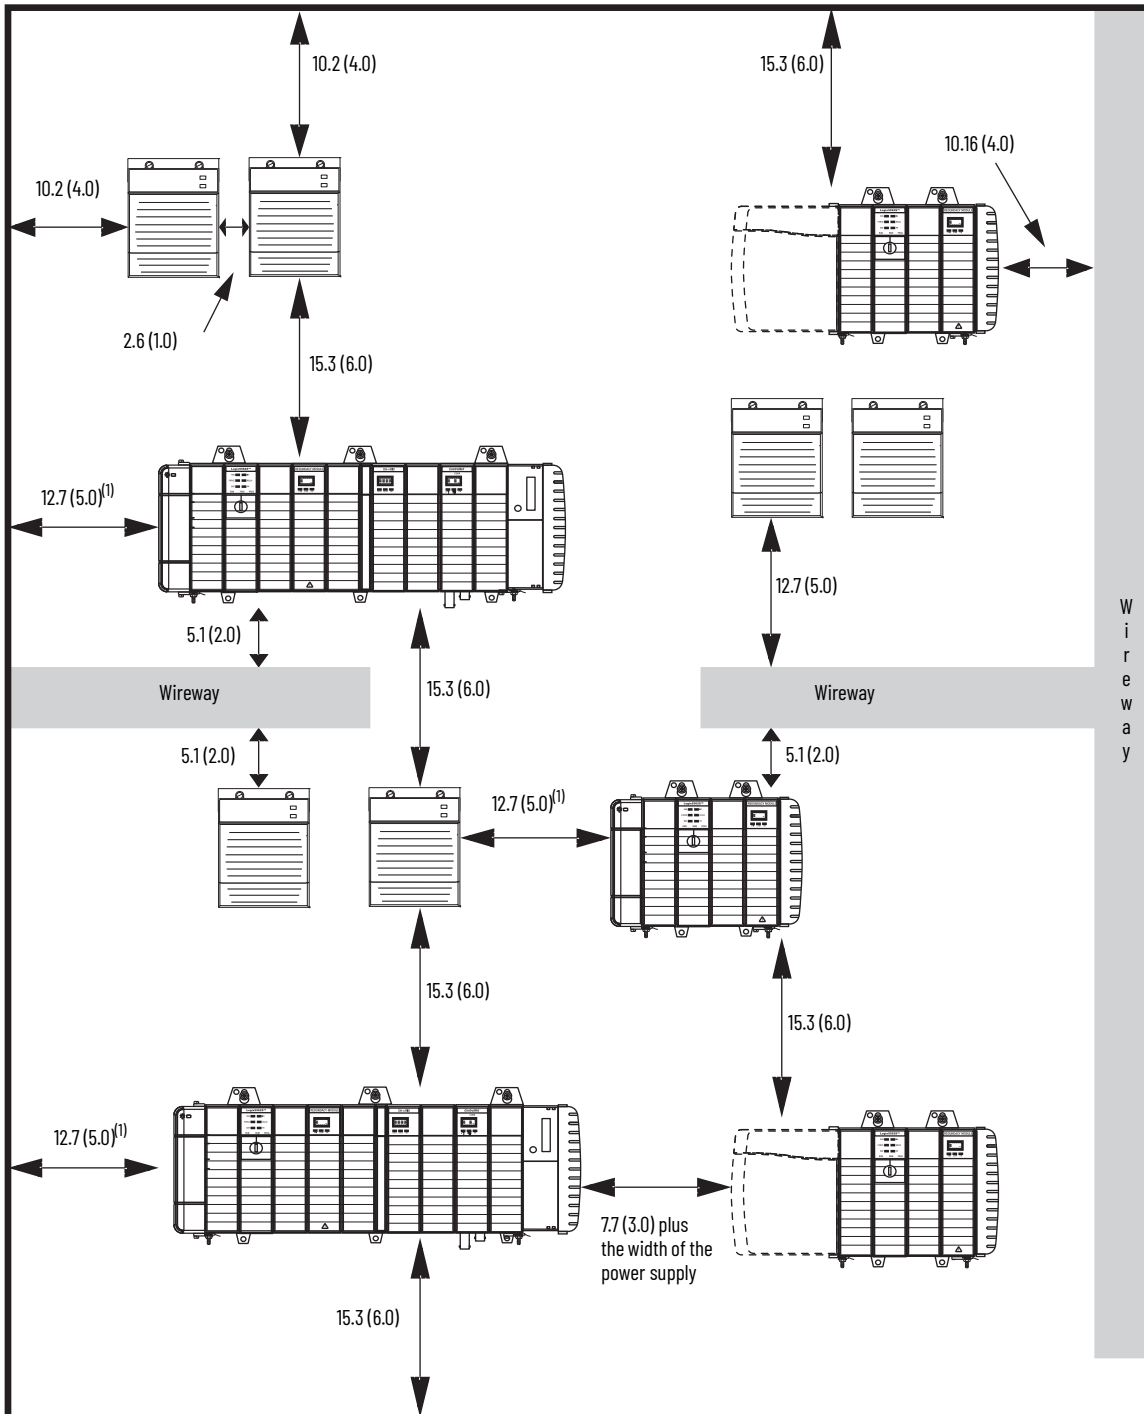 10.2 (4.0)
15.3 (6.0)
10.16 (4.0)
10.2 (4.0)
2.6 (1.0)
15.3 (6.0)
12.7 (5.0)(1)
12.7 (5.0)
5.1 (2.0)
15.3 (6.0)
Wireway
Wireway
Wireway
5.1 (2.0)
5.1 (2.0)
12.7 (5.0)(1)
15.3 (6.0)
15.3 (6.0)
12.7 (5.0)(1)
7.7 (3.0) plus
the width of the
power supply
15.3 (6.0)